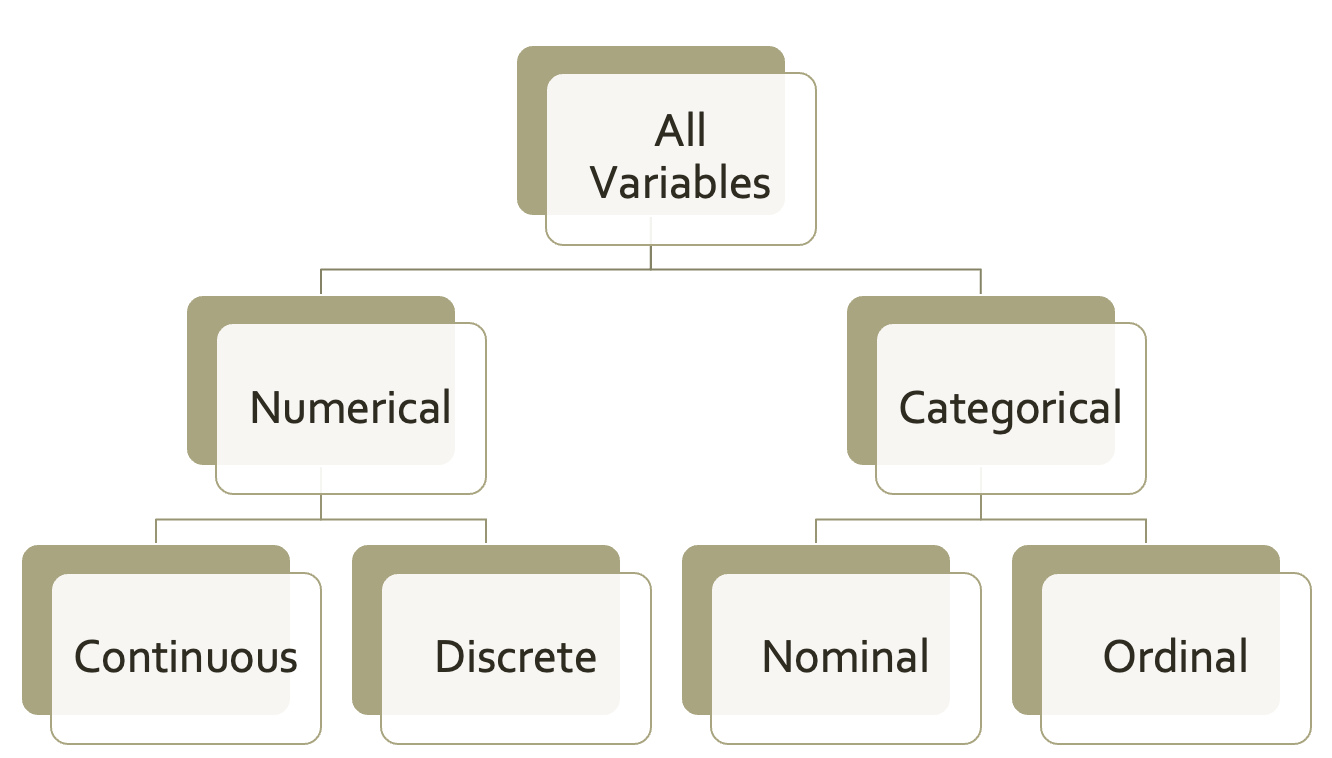 All
Variables
Numerical
Categorical
Continuous
Discrete
Nominal
Ordinal